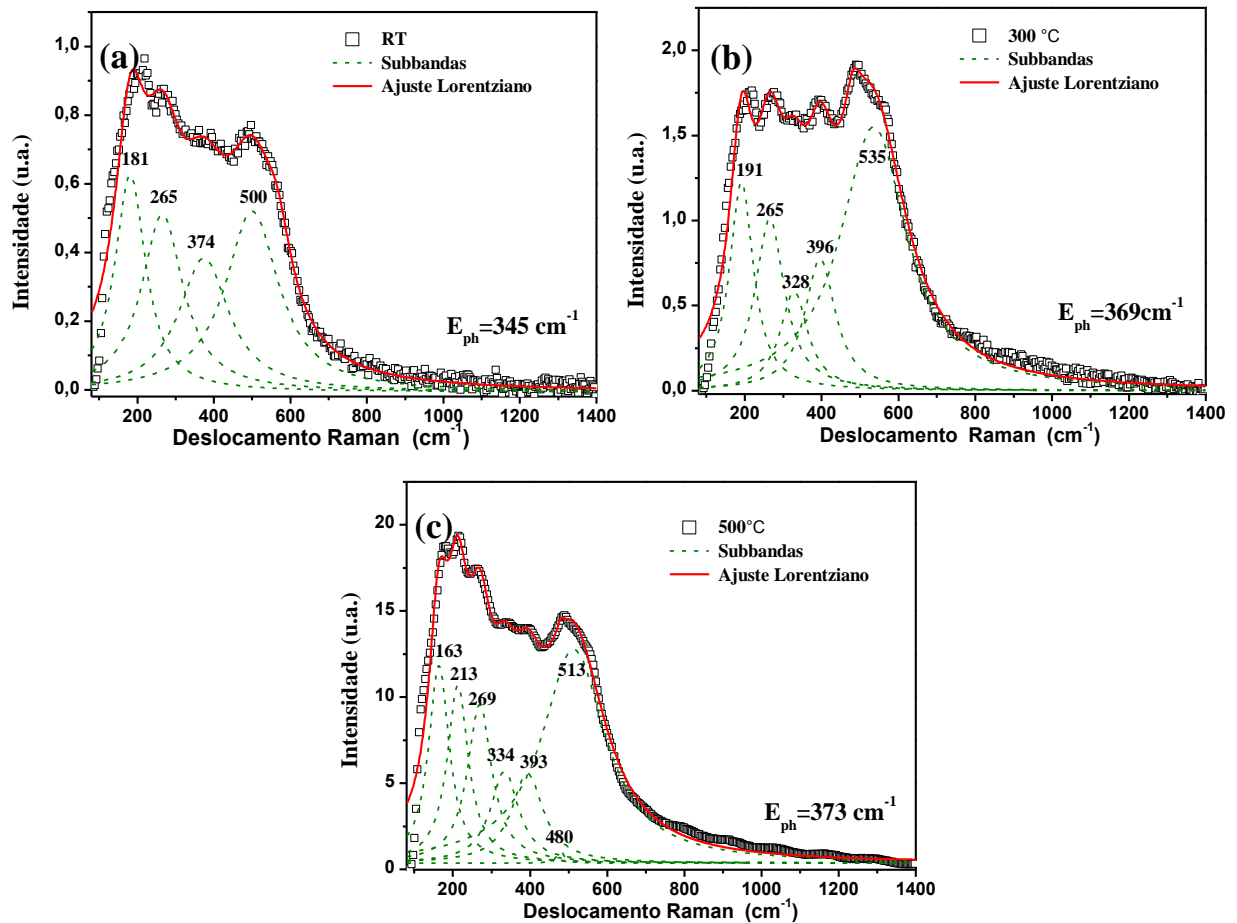 (a)
RT
Subbandas
Ajuste Lorentziano
1,0
0,8
0,6
0,4
0,2
0,0
181
265
374
500
E_ph=345 cm⁻¹
200 400 600 800 1000 1200 1400
Deslocamento Raman (cm⁻¹)
Intensidade (u.a.)
(b)
300 °C
Subbandas
Ajuste Lorentziano
2,0
1,5
1,0
0,5
0,0
191
265
328
396
535
E_ph=369cm⁻¹
200 400 600 800 1000 1200 1400
Deslocamento Raman (cm⁻¹)
Intensidade (u.a.)
(c)
500°C
Subbandas
Ajuste Lorentziano
20
15
10
5
0
163
213
269
334
393
480
513
E_ph=373 cm⁻¹
200 400 600 800 1000 1200 1400
Deslocamento Raman (cm⁻¹)
Intensidade (u.a.)